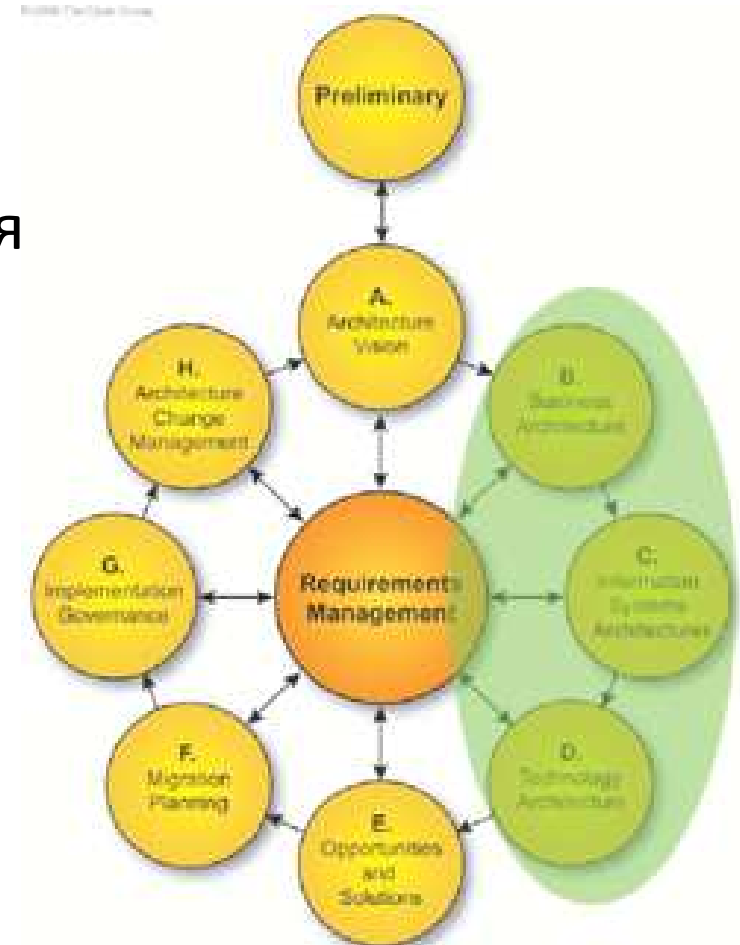 Preliminary
я
A.
Architecture
Vision
H.
Architecture
Change
Management
B.
Business
Architecture
G.
Implementation
Governance
Requirements
Management
C.
Information
Systems
Architectures
F.
Migration
Planning
D.
Technology
Architecture
E.
Opportunities
and
Solutions